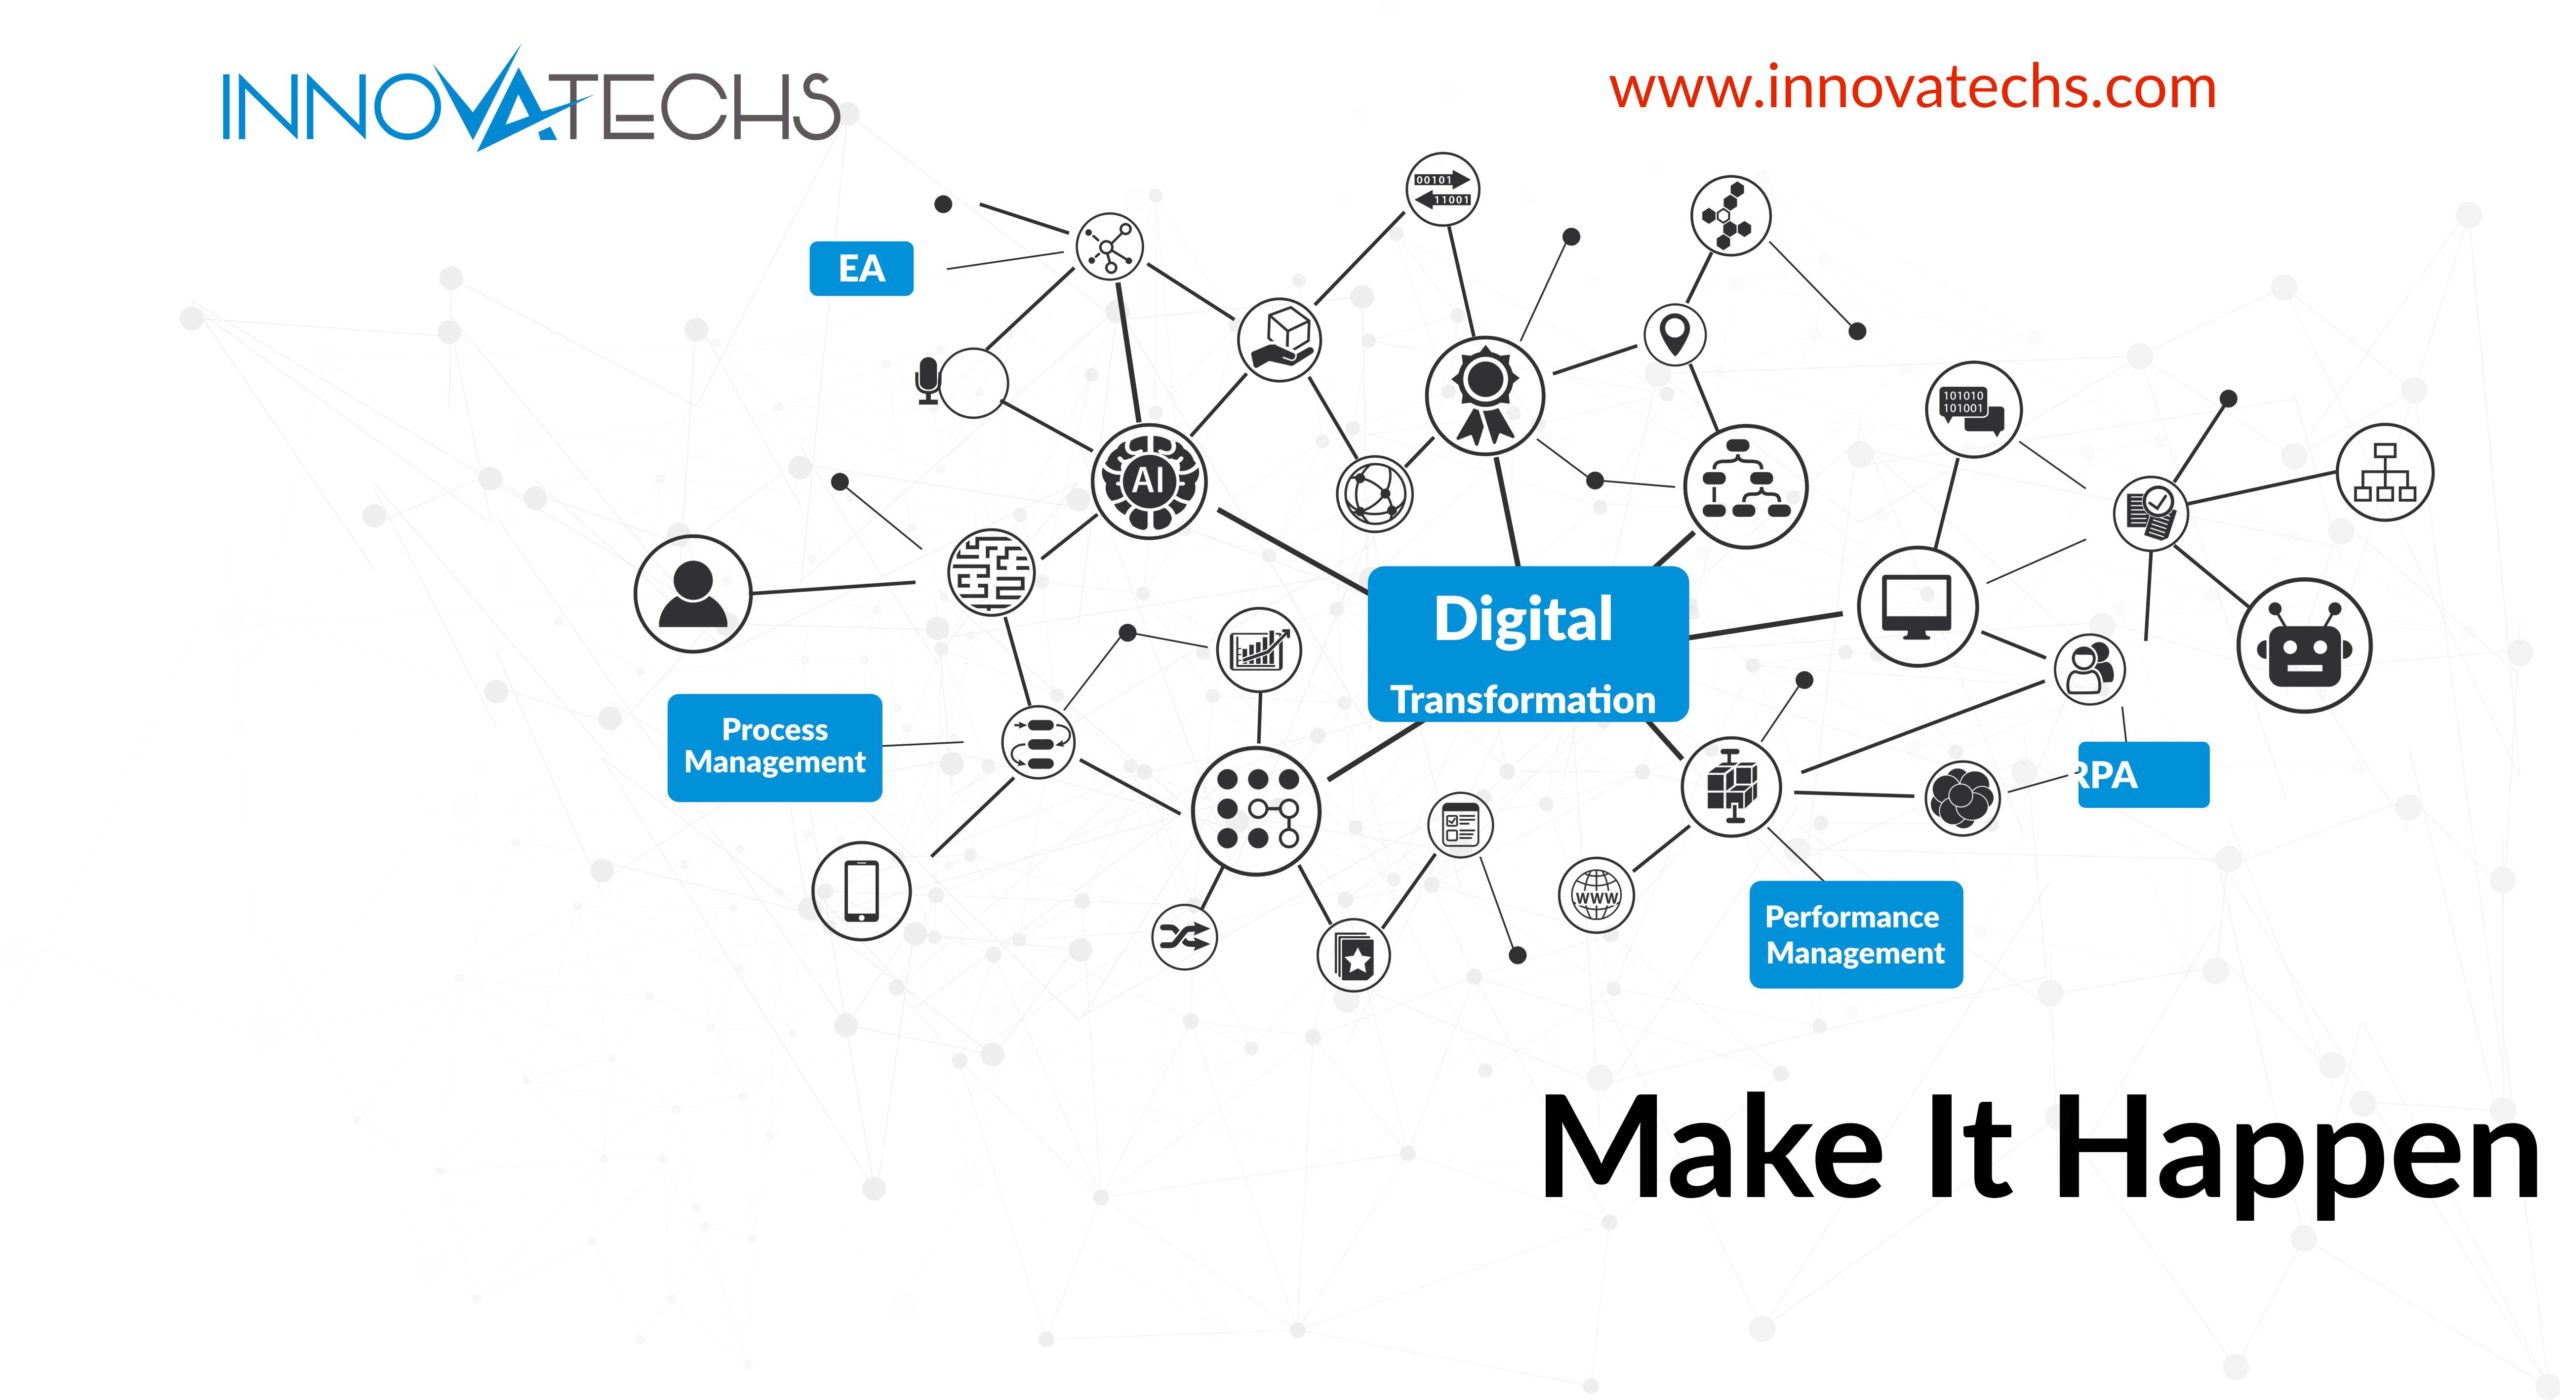 INNOVATECHS
www.innovatechs.com
00101
11001
EA
101010
101001
AI
Digital
Transformation
Process
Management
RPA
WWW
Performance
Management
Make It Happen